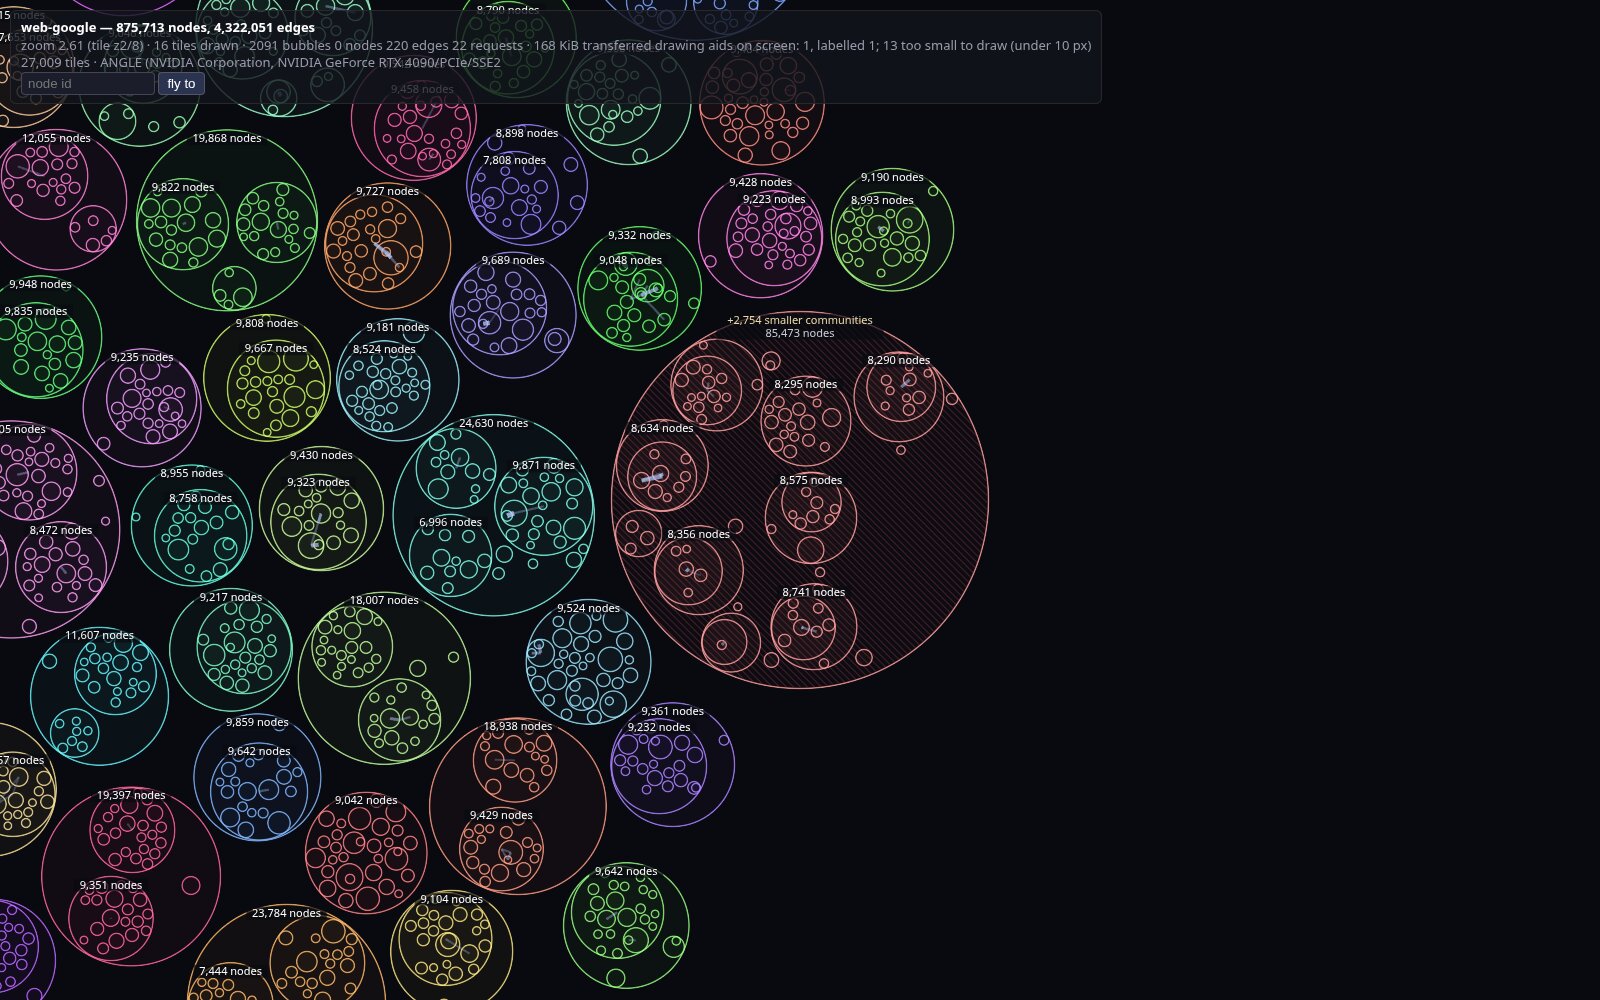 web-google — 875,713 nodes, 4,322,051 edges
zoom 2.61 (tile z2/8) · 16 tiles drawn · 2091 bubbles 0 nodes 220 edges 22 requests · 168 KiB transferred drawing aids on screen: 1, labelled 1; 13 too small to draw (under 10 px)
27,009 tiles · ANGLE (NVIDIA Corporation, NVIDIA GeForce RTX 4090/PCIe/SSE2
node id
fly to
8,790 nodes
9,458 nodes
12,055 nodes
19,868 nodes
8,898 nodes
7,808 nodes
9,822 nodes
9,727 nodes
9,428 nodes
9,223 nodes
9,190 nodes
8,993 nodes
9,332 nodes
9,048 nodes
9,689 nodes
9,948 nodes
9,835 nodes
9,808 nodes
9,667 nodes
9,181 nodes
8,524 nodes
9,235 nodes
+2,754 smaller communities
85,473 nodes
8,290 nodes
8,295 nodes
8,634 nodes
8,575 nodes
8,356 nodes
8,741 nodes
05 nodes
24,630 nodes
9,871 nodes
6,996 nodes
9,430 nodes
9,323 nodes
8,955 nodes
8,758 nodes
8,472 nodes
9,217 nodes
18,007 nodes
9,524 nodes
11,607 nodes
9,859 nodes
9,642 nodes
18,938 nodes
9,429 nodes
9,361 nodes
9,232 nodes
57 nodes
19,397 nodes
9,351 nodes
9,042 nodes
9,104 nodes
9,642 nodes
23,784 nodes
7,444 nodes